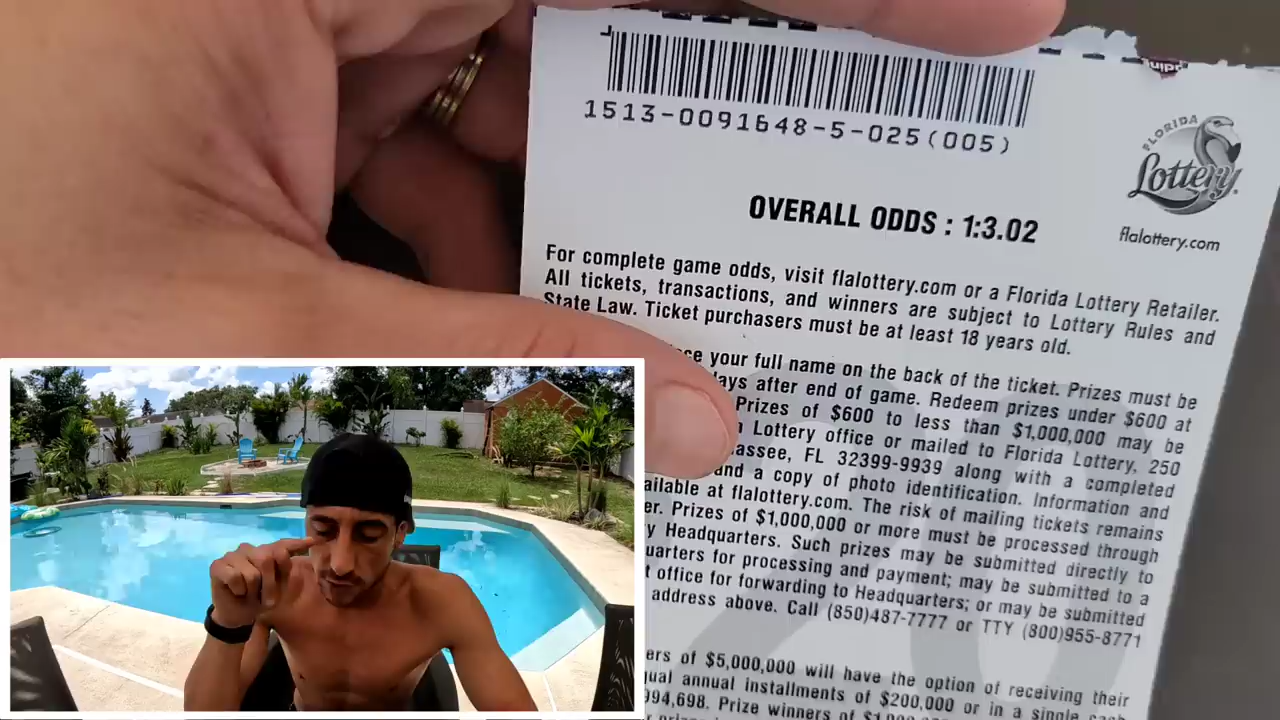 1513-0091648-5-025(005)
FLORIDA
Lottery
flalottery.com
OVERALL ODDS : 1:3.02
For complete game odds, visit flalottery.com or a Florida Lottery Retailer.
All tickets, transactions, and winners are subject to Lottery Rules and
State Law. Ticket purchasers must be at least 18 years old.
your full name on the back of the ticket. Prizes must be
after end of game. Redeem prizes under $600 at
Prizes of $600 to less than $1,000,000 may be
Lottery office or mailed to Florida Lottery, 250
FL 32399-9939 along with a completed
and a copy of photo identification. Information and
at flalottery.com. The risk of mailing tickets remains
Prizes of $1,000,000 or more must be processed through
Headquarters. Such prizes may be submitted directly to
for processing and payment; may be submitted to a
office for forwarding to Headquarters; or may be submitted
address above. Call (850)487-7777 or TTY (800)955-8771
of $5,000,000 will have the option of receiving their
annual installments of $200,000 or in a single cash
Prize winners of